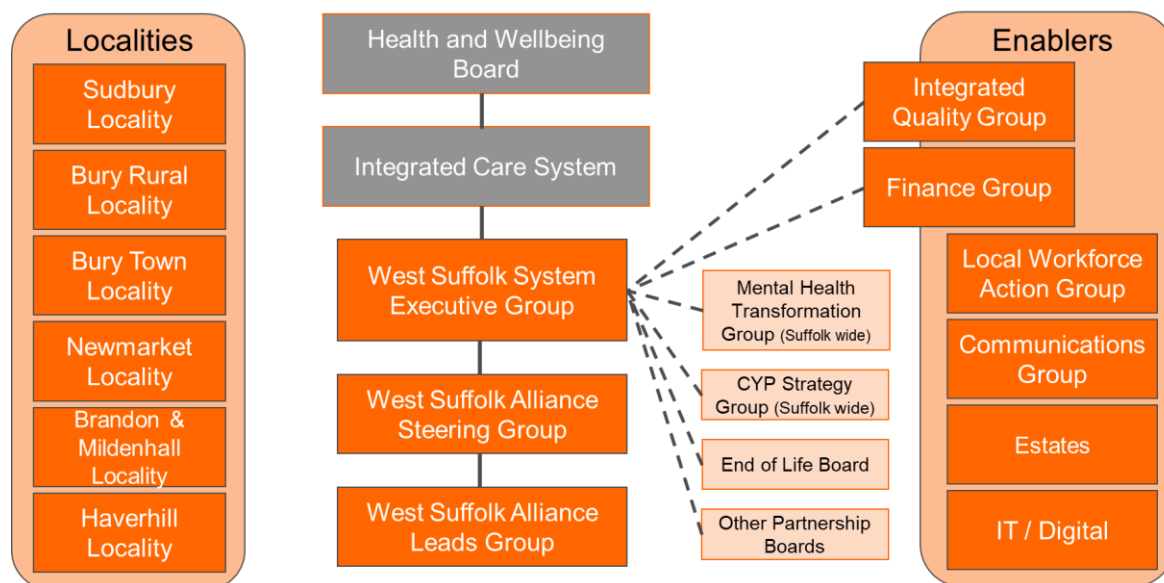 Localities
Sudbury
Locality
Bury Rural
Locality
Bury Town
Locality
Newmarket
Locality
Brandon &
Mildenhall
Locality
Haverhill
Locality
Health and Wellbeing
Board
Integrated Care System
West Suffolk System
Executive Group
West Suffolk Alliance
Steering Group
West Suffolk Alliance
Leads Group
Mental Health
Transformation
Group (Suffolk wide)
CYP Strategy
Group (Suffolk wide)
End of Life Board
Other Partnership
Boards
Enablers
Integrated
Quality Group
Finance Group
Local Workforce
Action Group
Communications
Group
Estates
IT / Digital